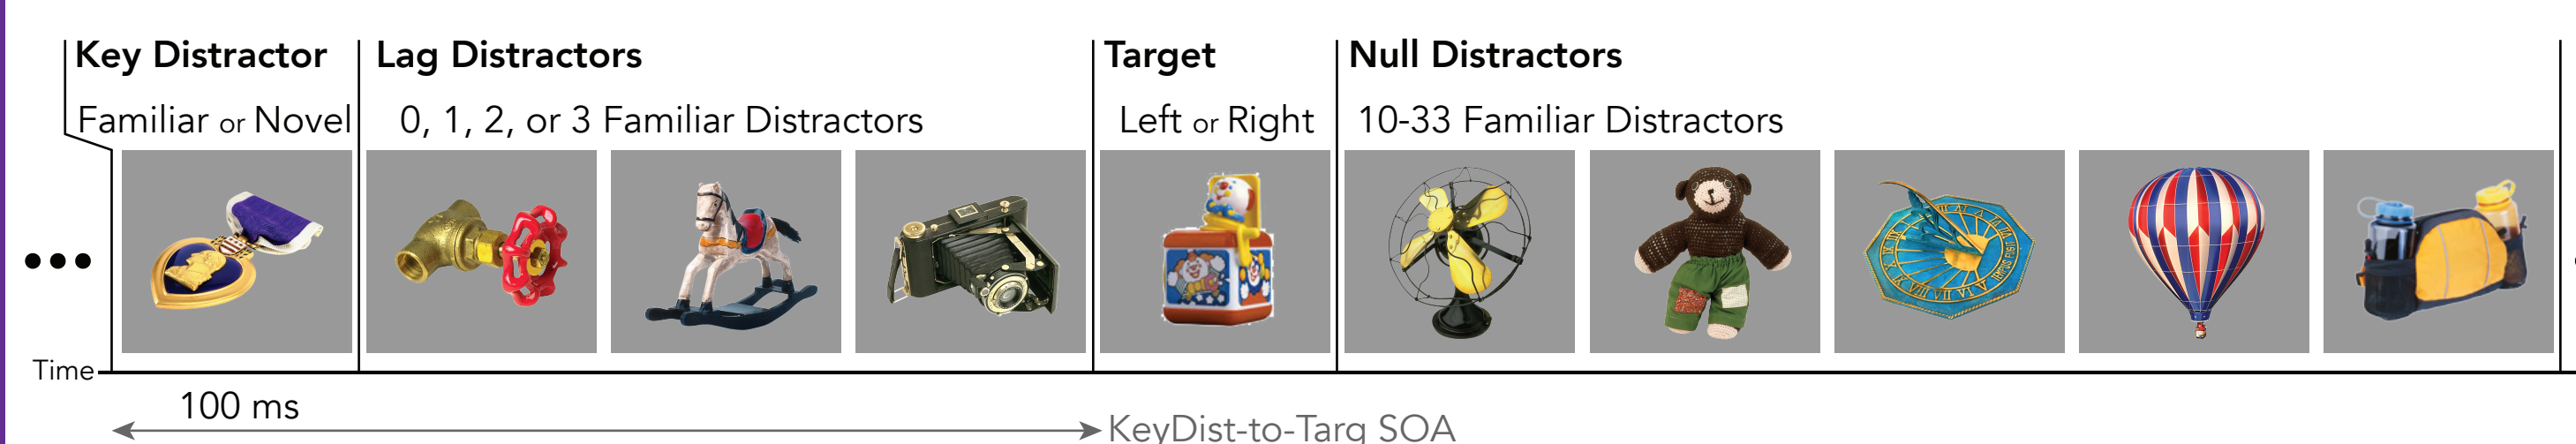 Key Distractor
Lag Distractors
Target
Null Distractors
Familiar or Novel
0, 1, 2, or 3 Familiar Distractors
Left or Right
10-33 Familiar Distractors
Time
100 ms
KeyDist-to-Targ SOA